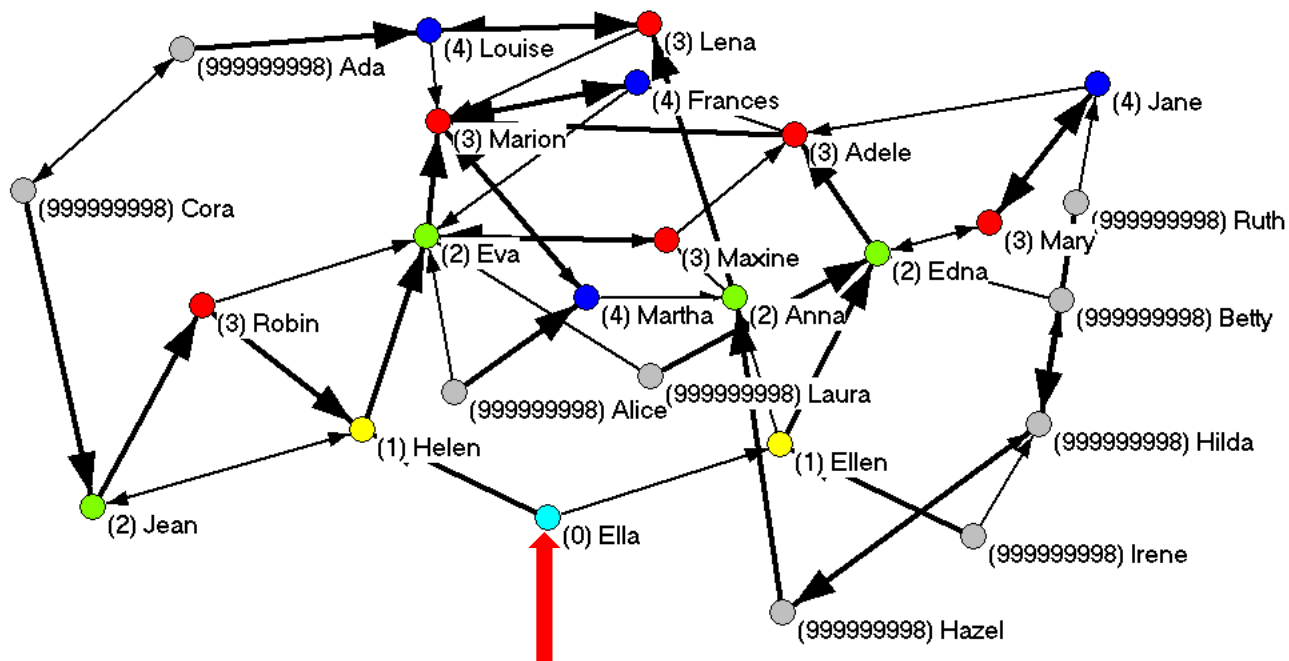 (4) Louise
(3) Lena
(999999998) Ada
(4) Frances
(4) Jane
(3) Marion
(3) Adele
(999999998) Cora
(999999998) Ruth
(3) Mary
(2) Eva
(3) Maxine
(2) Edna
(3) Robin
(4) Martha
(2) Anna
(999999998) Betty
(999999998) Laura
(999999998) Alice
(1) Helen
(999999998) Hilda
(1) Ellen
(2) Jean
(0) Ella
(999999998) Irene
(999999998) Hazel